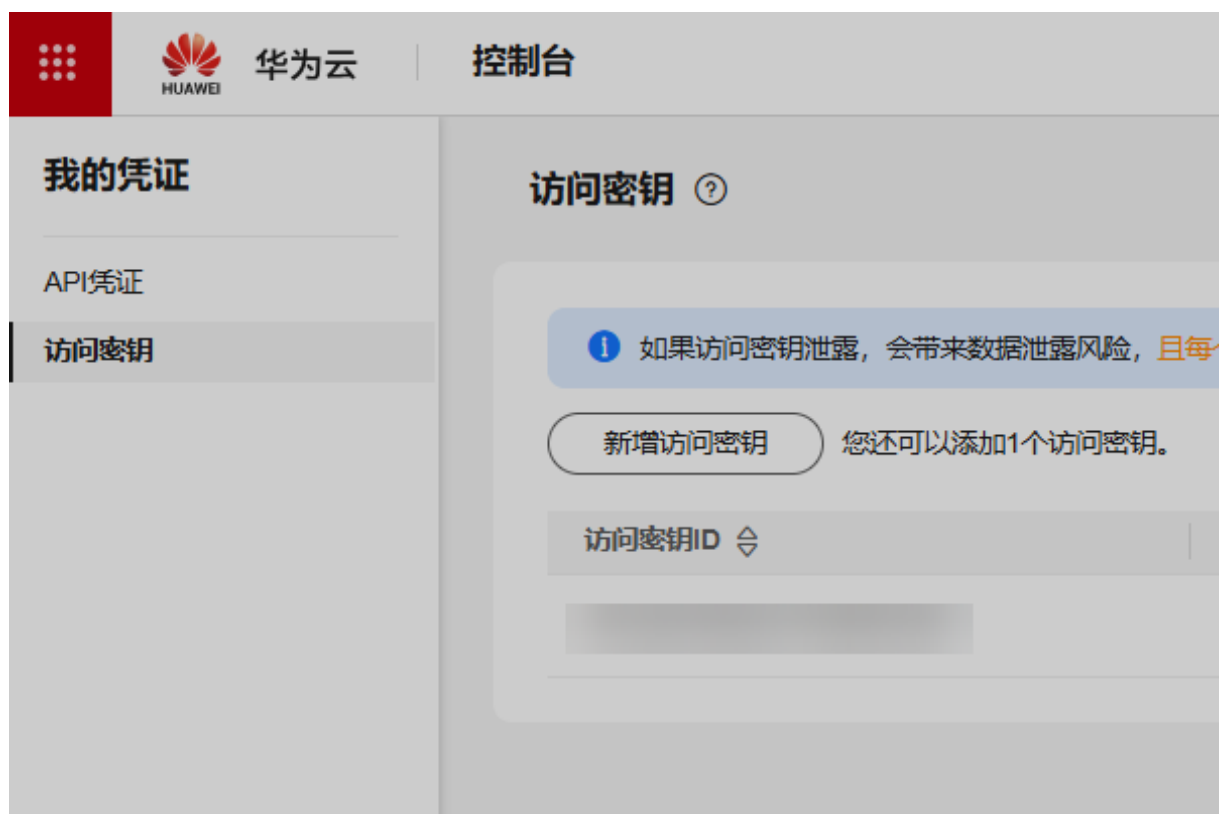 HUAWEI
华为云
控制台
我的凭证
API凭证
访问密钥
访问密钥
如果访问密钥泄露，会带来数据泄露风险，且每
新增访问密钥
您还可以添加1个访问密钥。
访问密钥ID